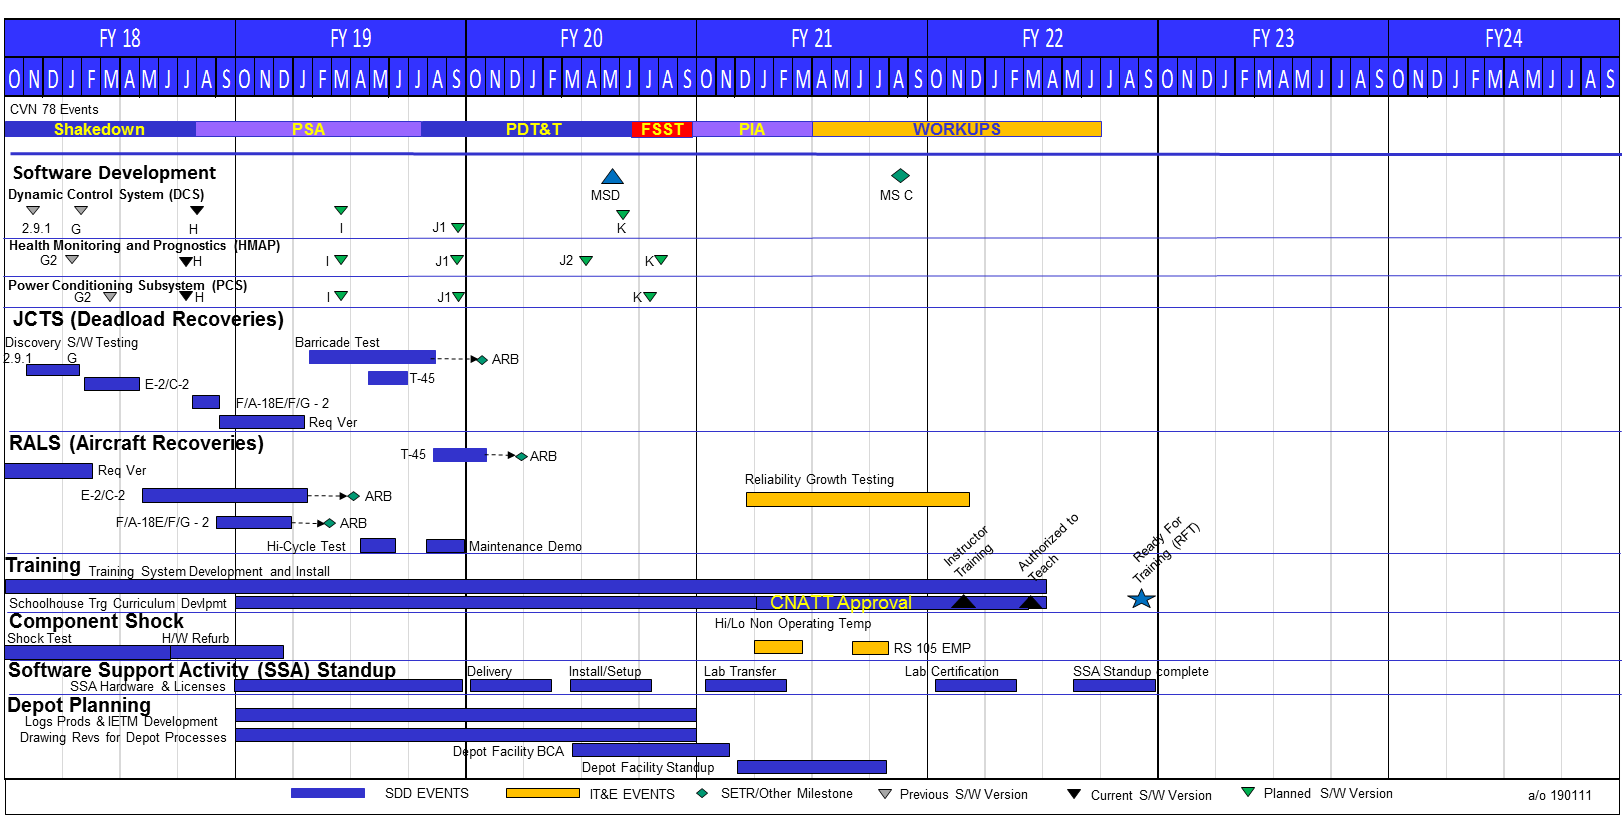 FY 18 FY 19 FY 20 FY 21 FY 22 FY 23 FY24
O N D J F M A M J J A S O N D J F M A M J J A S O N D J F M A M J J A S O N D J F M A M J J A S O N D J F M A M J J A S O N D J F M A M J J A S O N D J F M A M J J A S
CVN 78 Events
Shakedown PSA PDT&T FSST PIA WORKUPS
Software Development
MSD MS C
Dynamic Control System (DCS)
2.9.1 G H I J1 K
Health Monitoring and Prognostics (HMAP)
G2 H I J1 J2 K
Power Conditioning Subsystem (PCS)
G2 H I J1 K
JCTS (Deadload Recoveries)
Discovery S/W Testing Barricade Test
2.9.1 G ARB
E-2/C-2 T-45
F/A-18E/F/G - 2
Req Ver
RALS (Aircraft Recoveries)
T-45 ARB
Req Ver
Reliability Growth Testing
E-2/C-2 ARB
F/A-18E/F/G - 2 ARB
Hi-Cycle Test Maintenance Demo
Instructor
Training
Authorized to
Teach
Ready For
Training (RFT)
Training Training System Development and Install
Schoolhouse Trg Curriculum Devlpmt CNATT Approval
Component Shock
Hi/Lo Non Operating Temp
Shock Test H/W Refurb
RS 105 EMP
Software Support Activity (SSA) Standup
Delivery Install/Setup Lab Transfer Lab Certification SSA Standup complete
SSA Hardware & Licenses
Depot Planning
Logs Prods & IETM Development
Drawing Revs for Depot Processes
Depot Facility BCA
Depot Facility Standup
SDD EVENTS IT&E EVENTS SETR/Other Milestone Previous S/W Version Current S/W Version Planned S/W Version a/o 190111